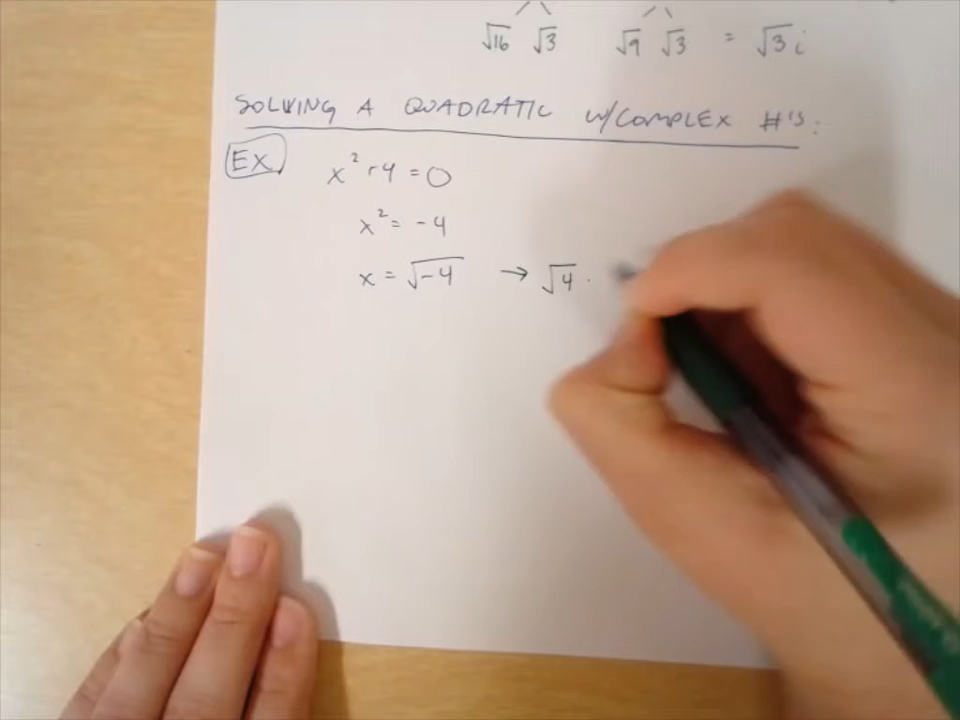 √16 √3 √9 √3 = √3 i
SOLVING A QUADRATIC W/COMPLEX #'S:
EX x² + 4 = 0
x² = -4
x = √-4 → √4 ·